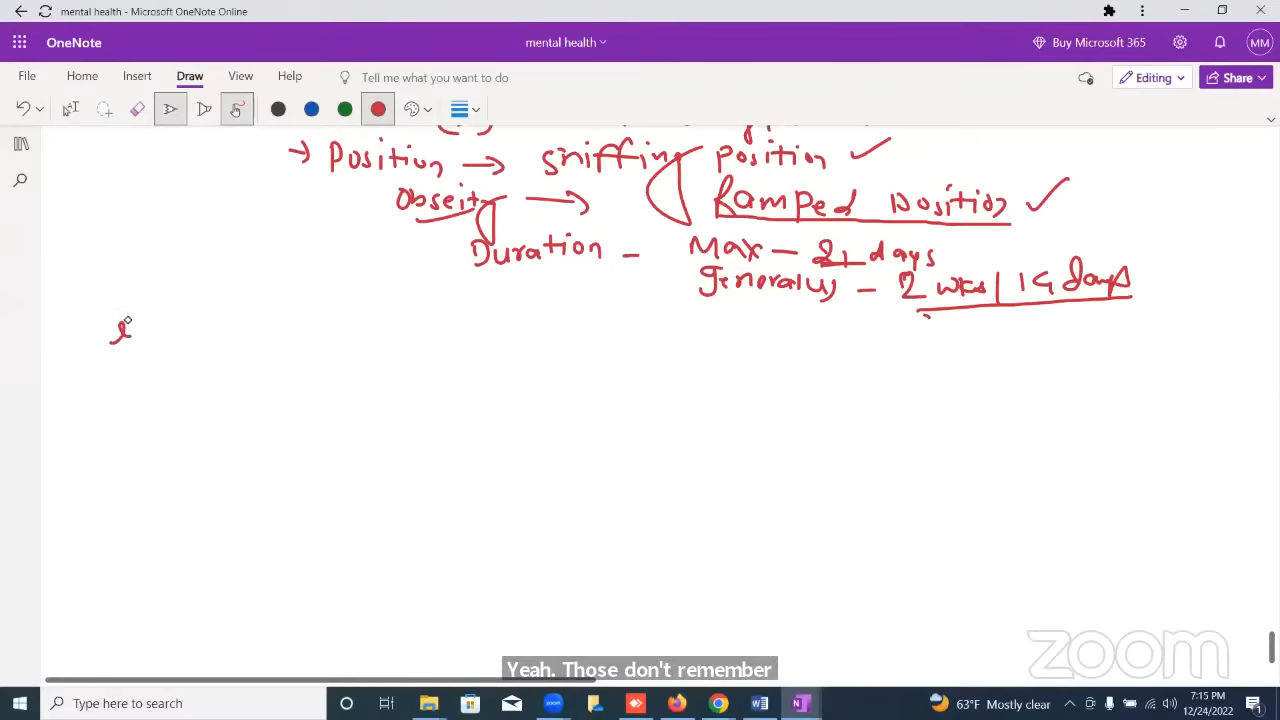 mental health - Microsoft OneNote Online
OneNote
mental health
Buy Microsoft 365
MM
File Home Insert Draw View Help Tell me what you want to do
Editing Share
→ Position → sniffing position ✓
Obseity → Ramped position ✓
Duration - Max - 21 days
generally - 2 wks | 14 days
zoom
Yeah. Those don't remember
Type here to search
zoom
63°F Mostly clear
7:15 PM
12/24/2022
1